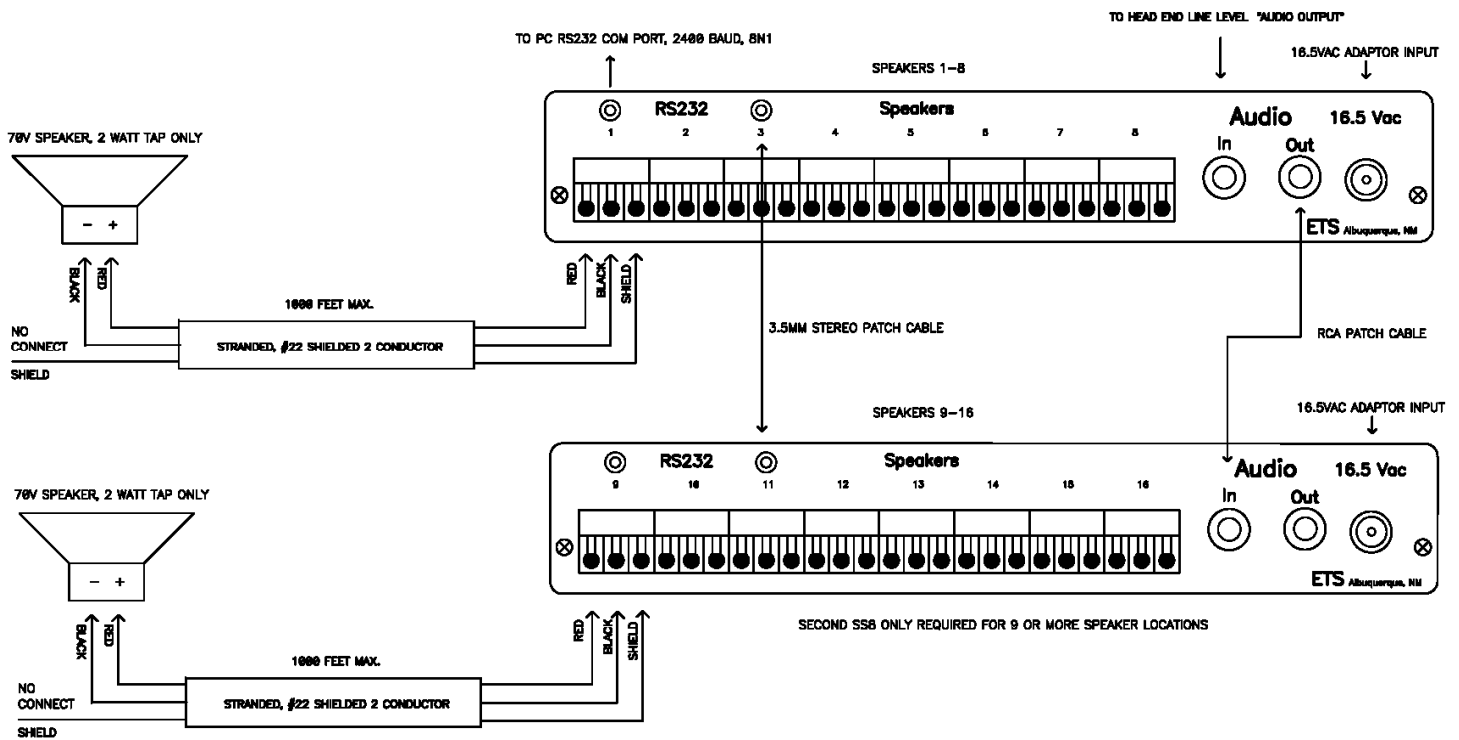 TO HEAD END LINE LEVEL "AUDIO OUTPUT"
TO PC RS232 COM PORT, 2400 BAUD, 8N1
16.5VAC ADAPTOR INPUT
SPEAKERS 1-8
RS232
Speakers
Audio
16.5 Vac
1 2 3 4 5 6 7 8
In
Out
70V SPEAKER, 2 WATT TAP ONLY
- +
ETS Albuquerque, NM
BLACK
RED
RED
BLACK
SHIELD
1000 FEET MAX.
NO
CONNECT
STRANDED, #22 SHIELDED 2 CONDUCTOR
SHIELD
3.5MM STEREO PATCH CABLE
RCA PATCH CABLE
SPEAKERS 9-16
16.5VAC ADAPTOR INPUT
RS232
Speakers
Audio
16.5 Vac
9 10 11 12 13 14 15 16
In
Out
70V SPEAKER, 2 WATT TAP ONLY
- +
ETS Albuquerque, NM
BLACK
RED
RED
BLACK
SHIELD
SECOND SS8 ONLY REQUIRED FOR 9 OR MORE SPEAKER LOCATIONS
1000 FEET MAX.
NO
CONNECT
STRANDED, #22 SHIELDED 2 CONDUCTOR
SHIELD